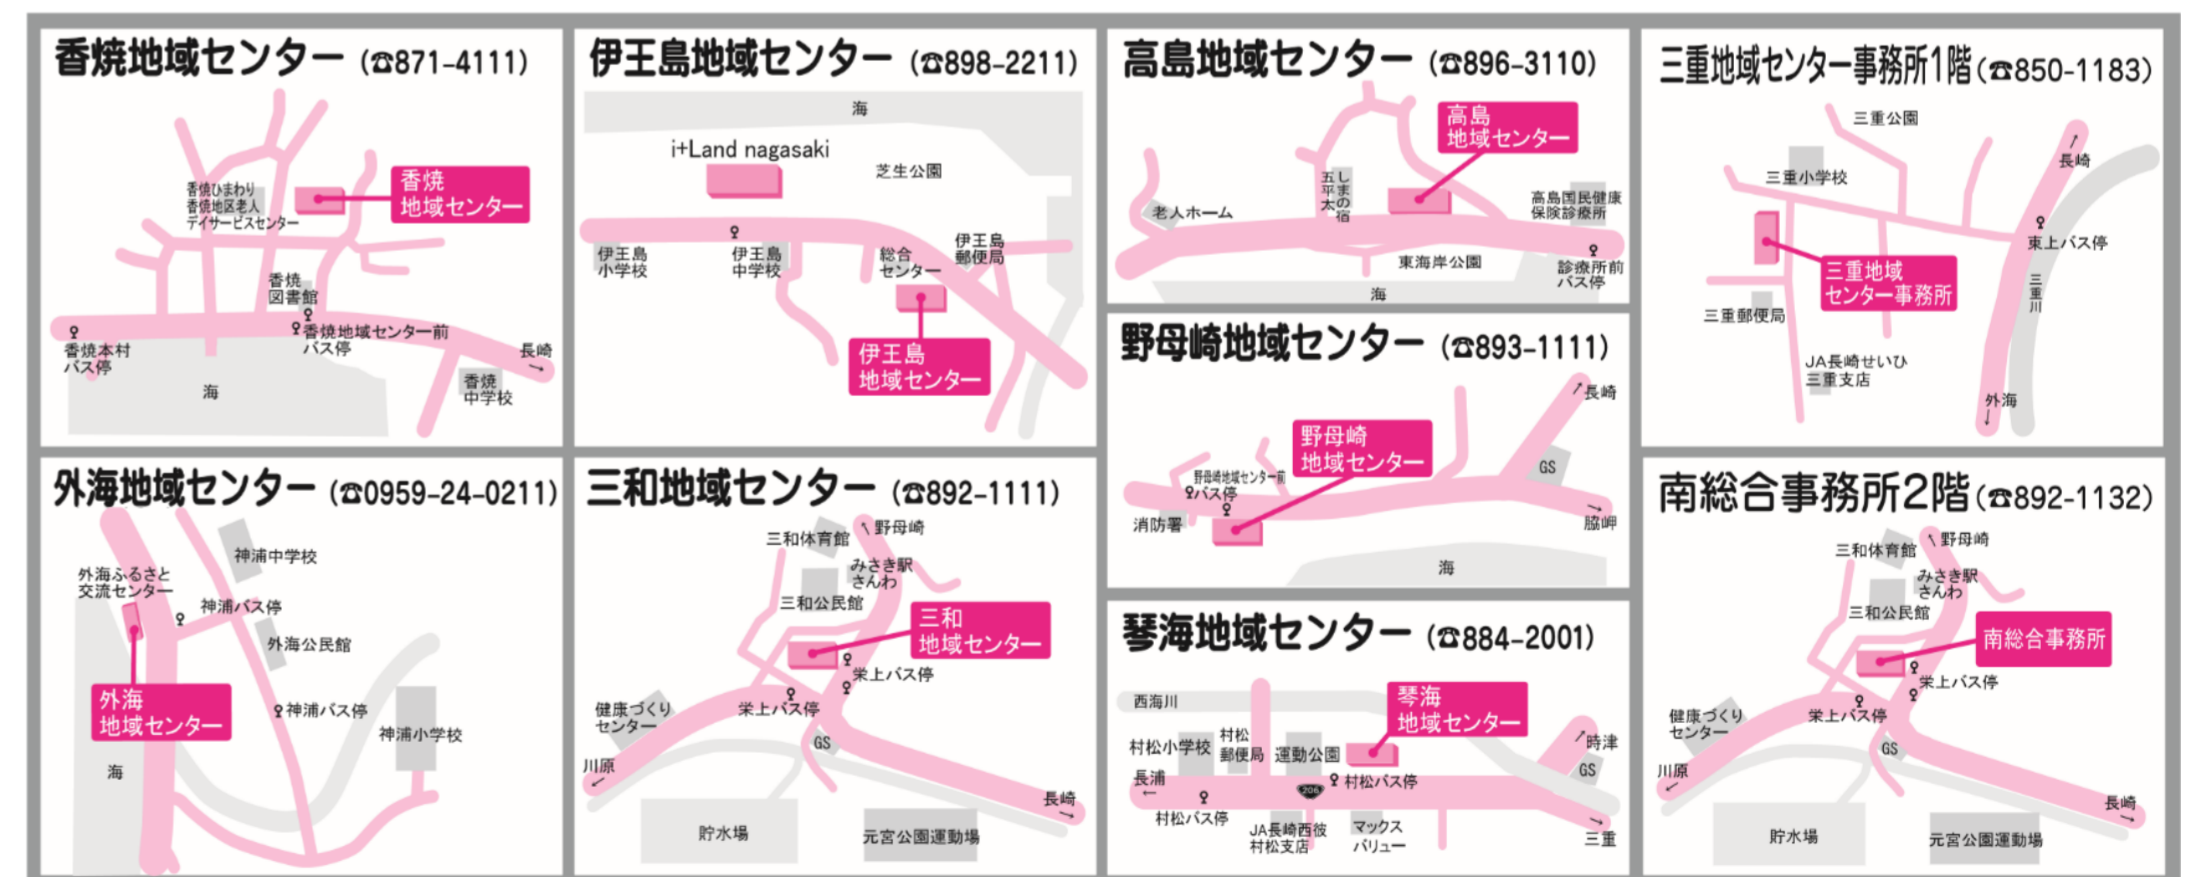 香焼地域センター (☎871-4111)
香焼
地域センター
香焼ひまわり
香焼地区老人
デイサービスセンター
香焼
図書館
香焼地域センター前
バス停
香焼本村
バス停
長崎
→
香焼
中学校
海
伊王島地域センター (☎898-2211)
海
i+Land nagasaki
芝生公園
伊王島
小学校
伊王島
中学校
総合
センター
伊王島
郵便局
伊王島
地域センター
高島地域センター (☎896-3110)
高島
地域センター
しまの宿
五平太
老人ホーム
高島国民健康
保険診療所
東海岸公園
診療所前
バス停
海
三重地域センター事務所1階(☎850-1183)
三重公園
長崎
三重小学校
東上バス停
三重地域
センター事務所
三重川
三重郵便局
JA長崎せいひ
三重支店
外海
野母崎地域センター (☎893-1111)
長崎
野母崎
地域センター
野母崎地域センター前
バス停
GS
消防署
脇岬
海
外海地域センター (☎0959-24-0211)
神浦中学校
外海ふるさと
交流センター
神浦バス停
外海公民館
外海
地域センター
神浦バス停
神浦小学校
海
三和地域センター (☎892-1111)
野母崎
三和体育館
みさき駅
さんわ
三和公民館
三和
地域センター
栄上バス停
健康づくり
センター
栄上バス停
GS
川原
←
長崎
→
貯水場
元宮公園運動場
琴海地域センター (☎884-2001)
西海川
琴海
地域センター
村松小学校
村松
郵便局
運動公園
時津
GS
長浦
←
村松バス停
206
村松バス停
JA長崎西彼
村松支店
マックス
バリュー
三重
南総合事務所2階(☎892-1132)
野母崎
三和体育館
みさき駅
さんわ
三和公民館
南総合事務所
栄上バス停
健康づくり
センター
栄上バス停
GS
川原
←
長崎
→
貯水場
元宮公園運動場